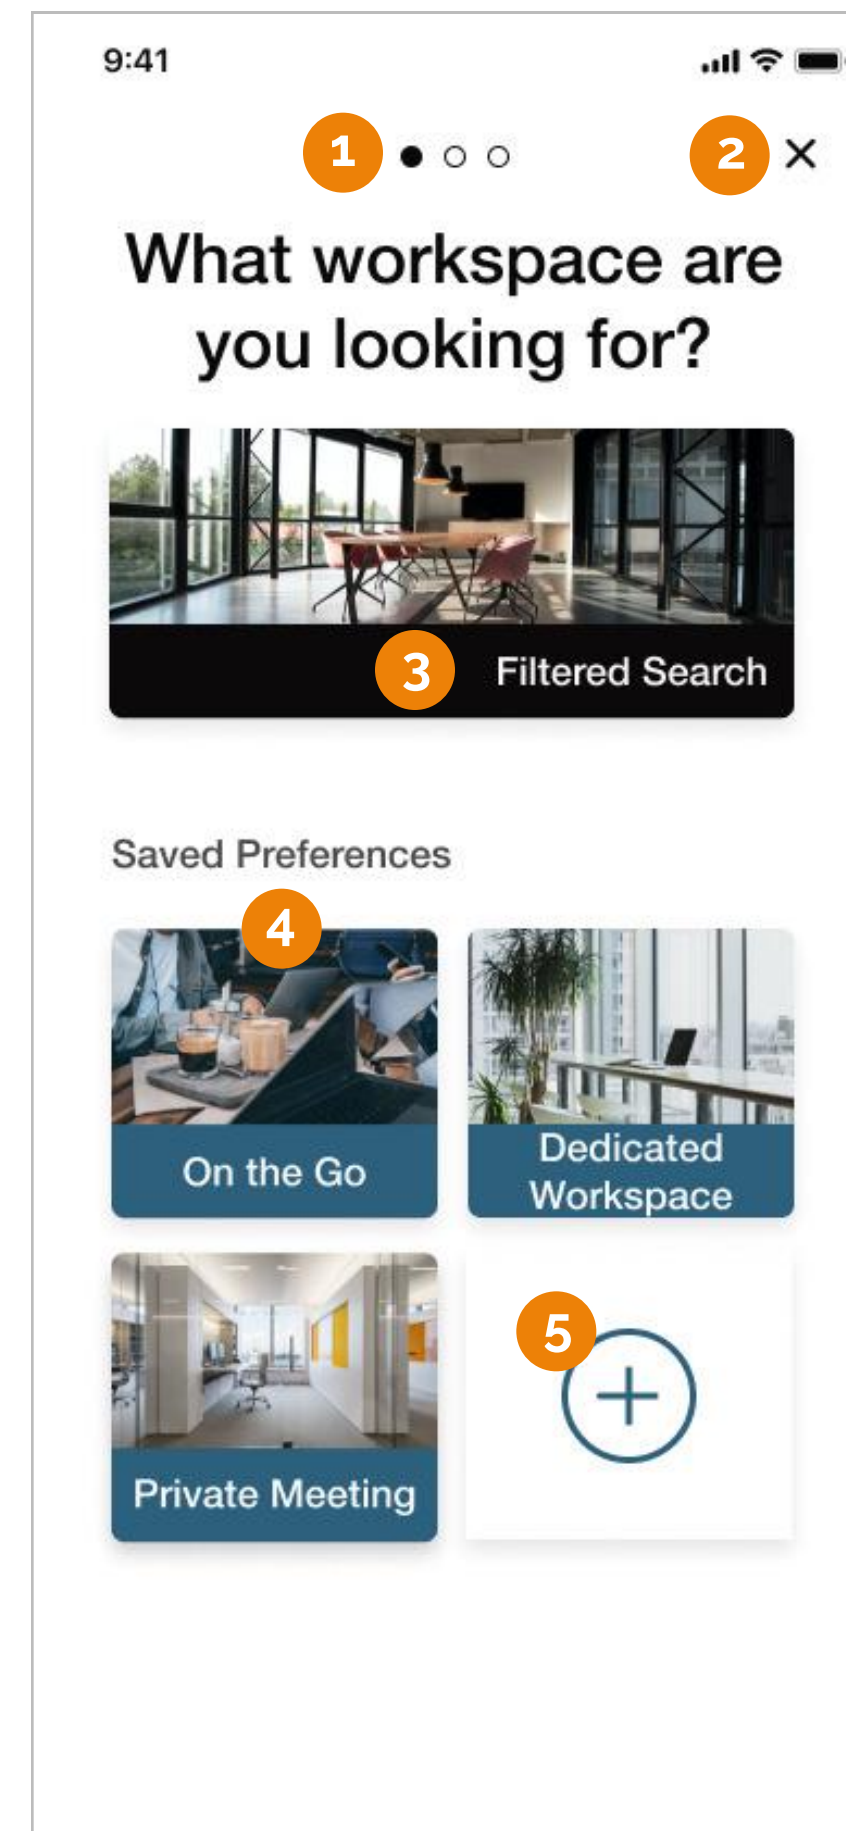 9:41
1
2
What workspace are
you looking for?
3
Filtered Search
Saved Preferences
4
On the Go
Dedicated
Workspace
5
Private Meeting